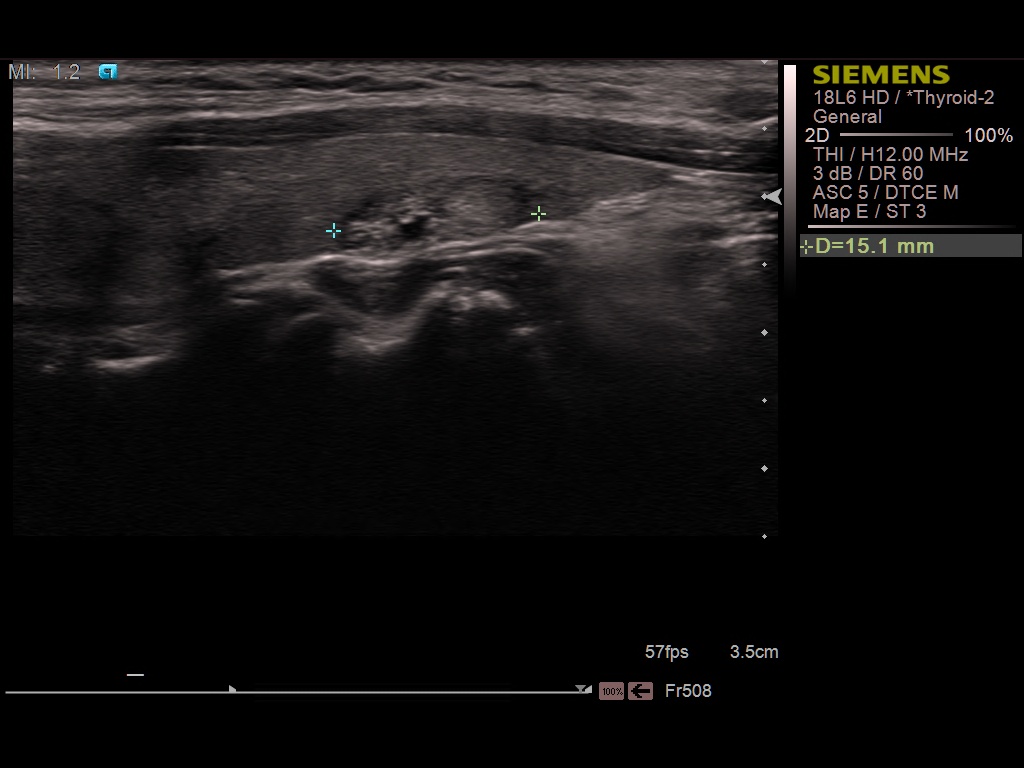 MI: 1.2
SIEMENS
18L6 HD / *Thyroid-2
General
2D 100%
THI / H12.00 MHz
3 dB / DR 60
ASC 5 / DTCE M
Map E / ST 3
D=15.1 mm
57fps 3.5cm
100% Fr508